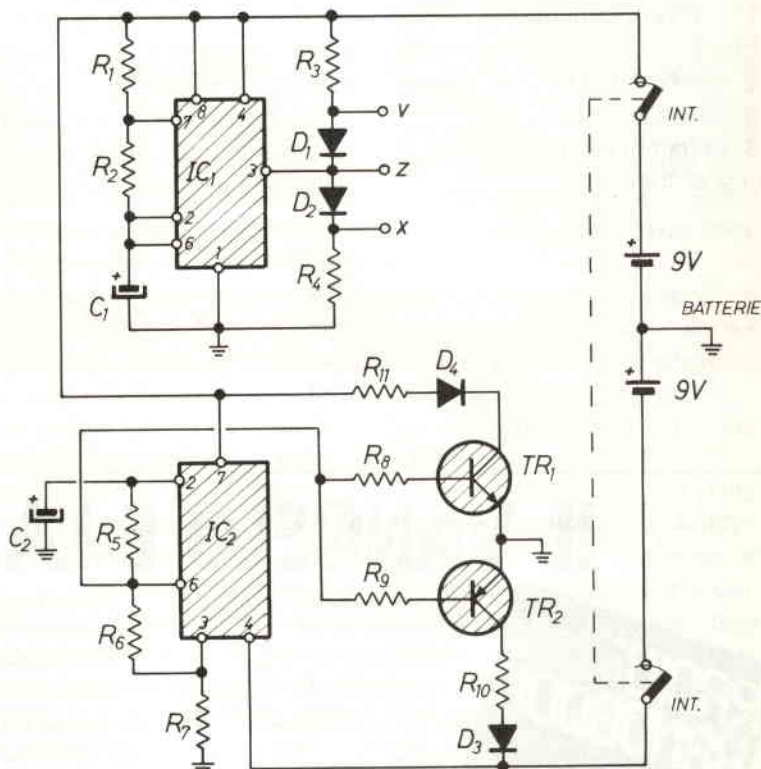 R1
8
4
R3
V
7
D1
INT.
R2
IC1
3
Z
D2
2
6
X
+
C1
1
R4
+
9V
BATTERIE
+
9V
R11
D4
7
TR1
R8
+
2
C2
R5
IC2
6
R9
TR2
R6
3
4
R10
R7
D3
INT.